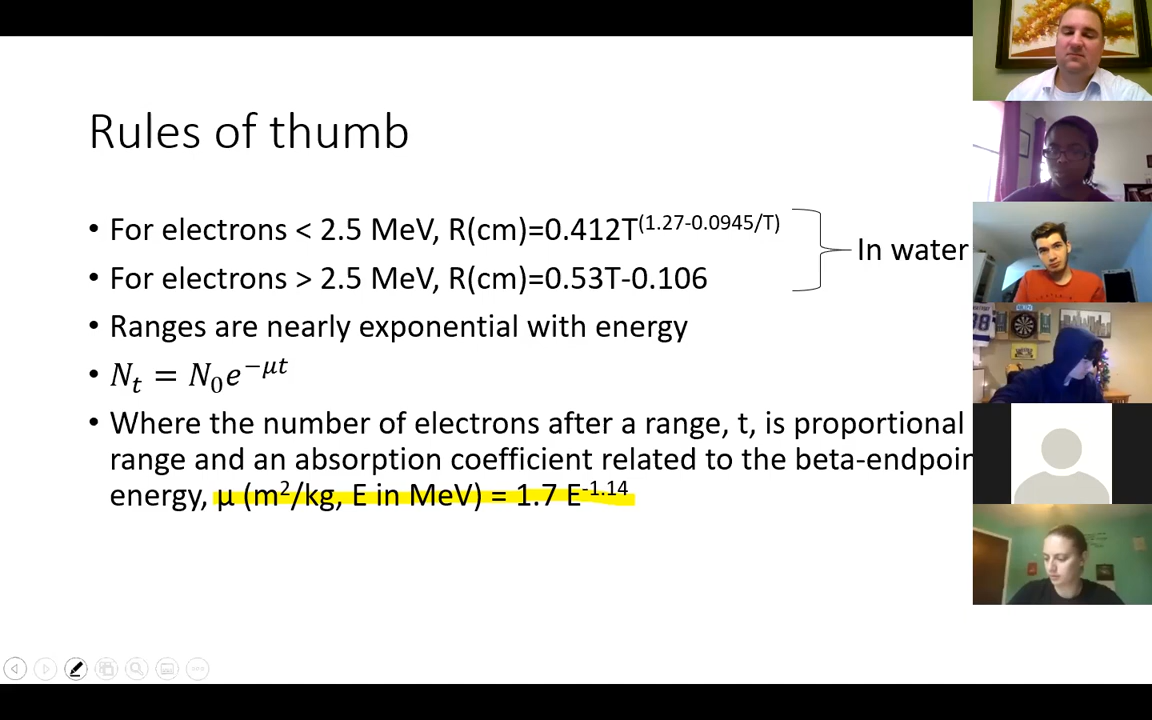 Rules of thumb
• For electrons < 2.5 MeV, R(cm)=0.412T^(1.27-0.0945/T)
• For electrons > 2.5 MeV, R(cm)=0.53T-0.106
In water
• Ranges are nearly exponential with energy
• N_t = N_0e^−μt
• Where the number of electrons after a range, t, is proportional
range and an absorption coefficient related to the beta-endpoin
energy, μ (m²/kg, E in MeV) = 1.7 E^-1.14